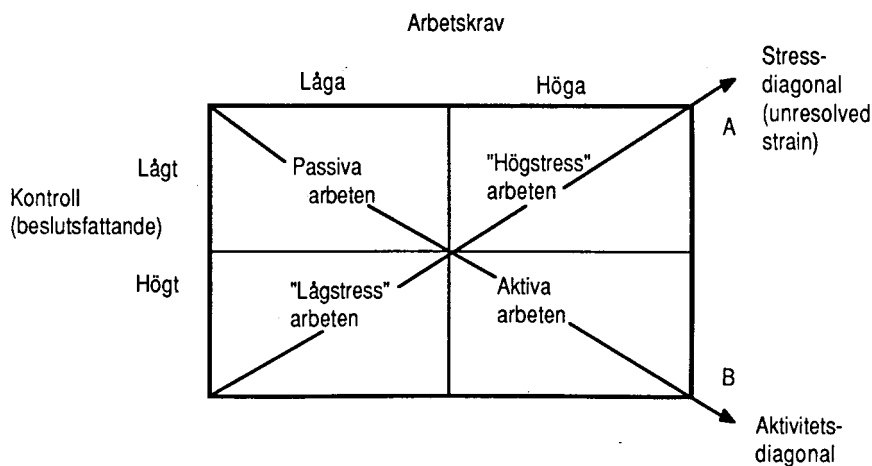 Arbetskrav
Låga
Höga
Stress-
diagonal
(unresolved
strain)
A
Lågt
Passiva
arbeten
"Högstress"
arbeten
Kontroll
(beslutsfattande)
Högt
"Lågstress"
arbeten
Aktiva
arbeten
B
Aktivitets-
diagonal